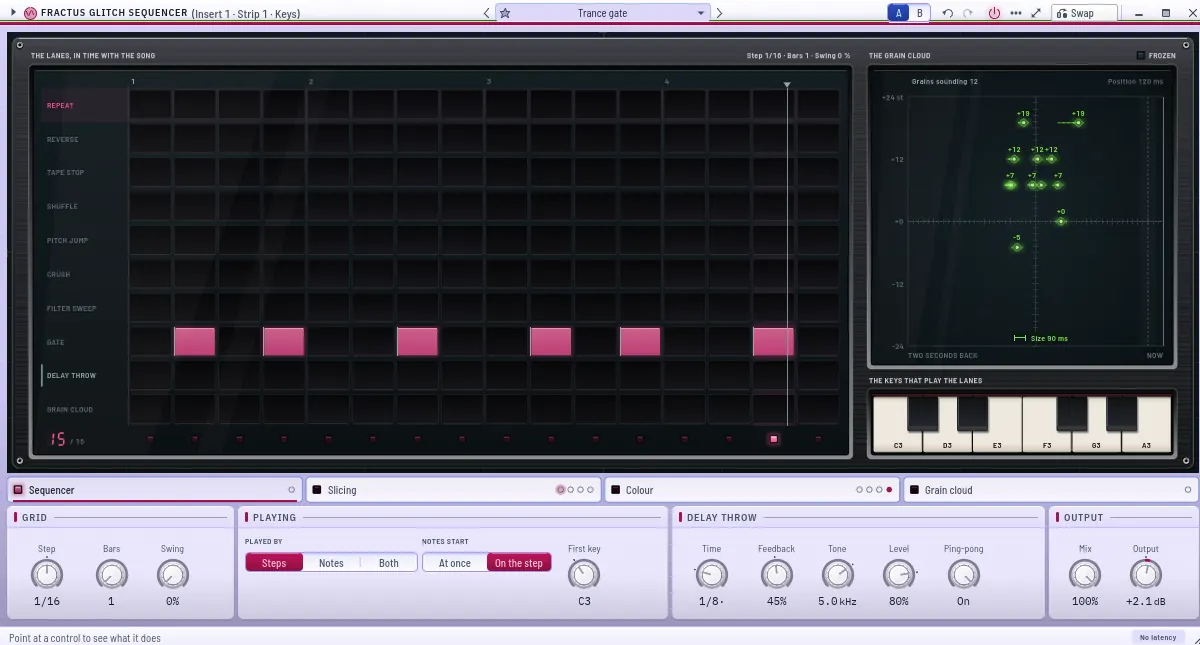 FRACTUS GLITCH SEQUENCER (Insert 1 · Strip 1 · Keys)
Trance gate
A B
Swap
THE LANES, IN TIME WITH THE SONG
Step 1/16 · Bars 1 · Swing 0 %
1 2 3 4
REPEAT
REVERSE
TAPE STOP
SHUFFLE
PITCH JUMP
CRUSH
FILTER SWEEP
GATE
DELAY THROW
GRAIN CLOUD
15 / 16
THE GRAIN CLOUD
FROZEN
Grains sounding 12
Position 120 ms
+24 st
+19 +19
+12
+12 +12 +12
+7 +7 +7
+0
+0
-5
-12
Size 90 ms
-24
TWO SECONDS BACK
NOW
THE KEYS THAT PLAY THE LANES
C3 D3 E3 F3 G3 A3
Sequencer
Slicing
Colour
Grain cloud
GRID
Step Bars Swing
1/16 1 0%
PLAYING
PLAYED BY
Steps Notes Both
NOTES START
At once On the step
First key
C3
DELAY THROW
Time Feedback Tone Level Ping-pong
1/8· 45% 5.0 kHz 80% On
OUTPUT
Mix Output
100% +2.1 dB
Point at a control to see what it does
No latency